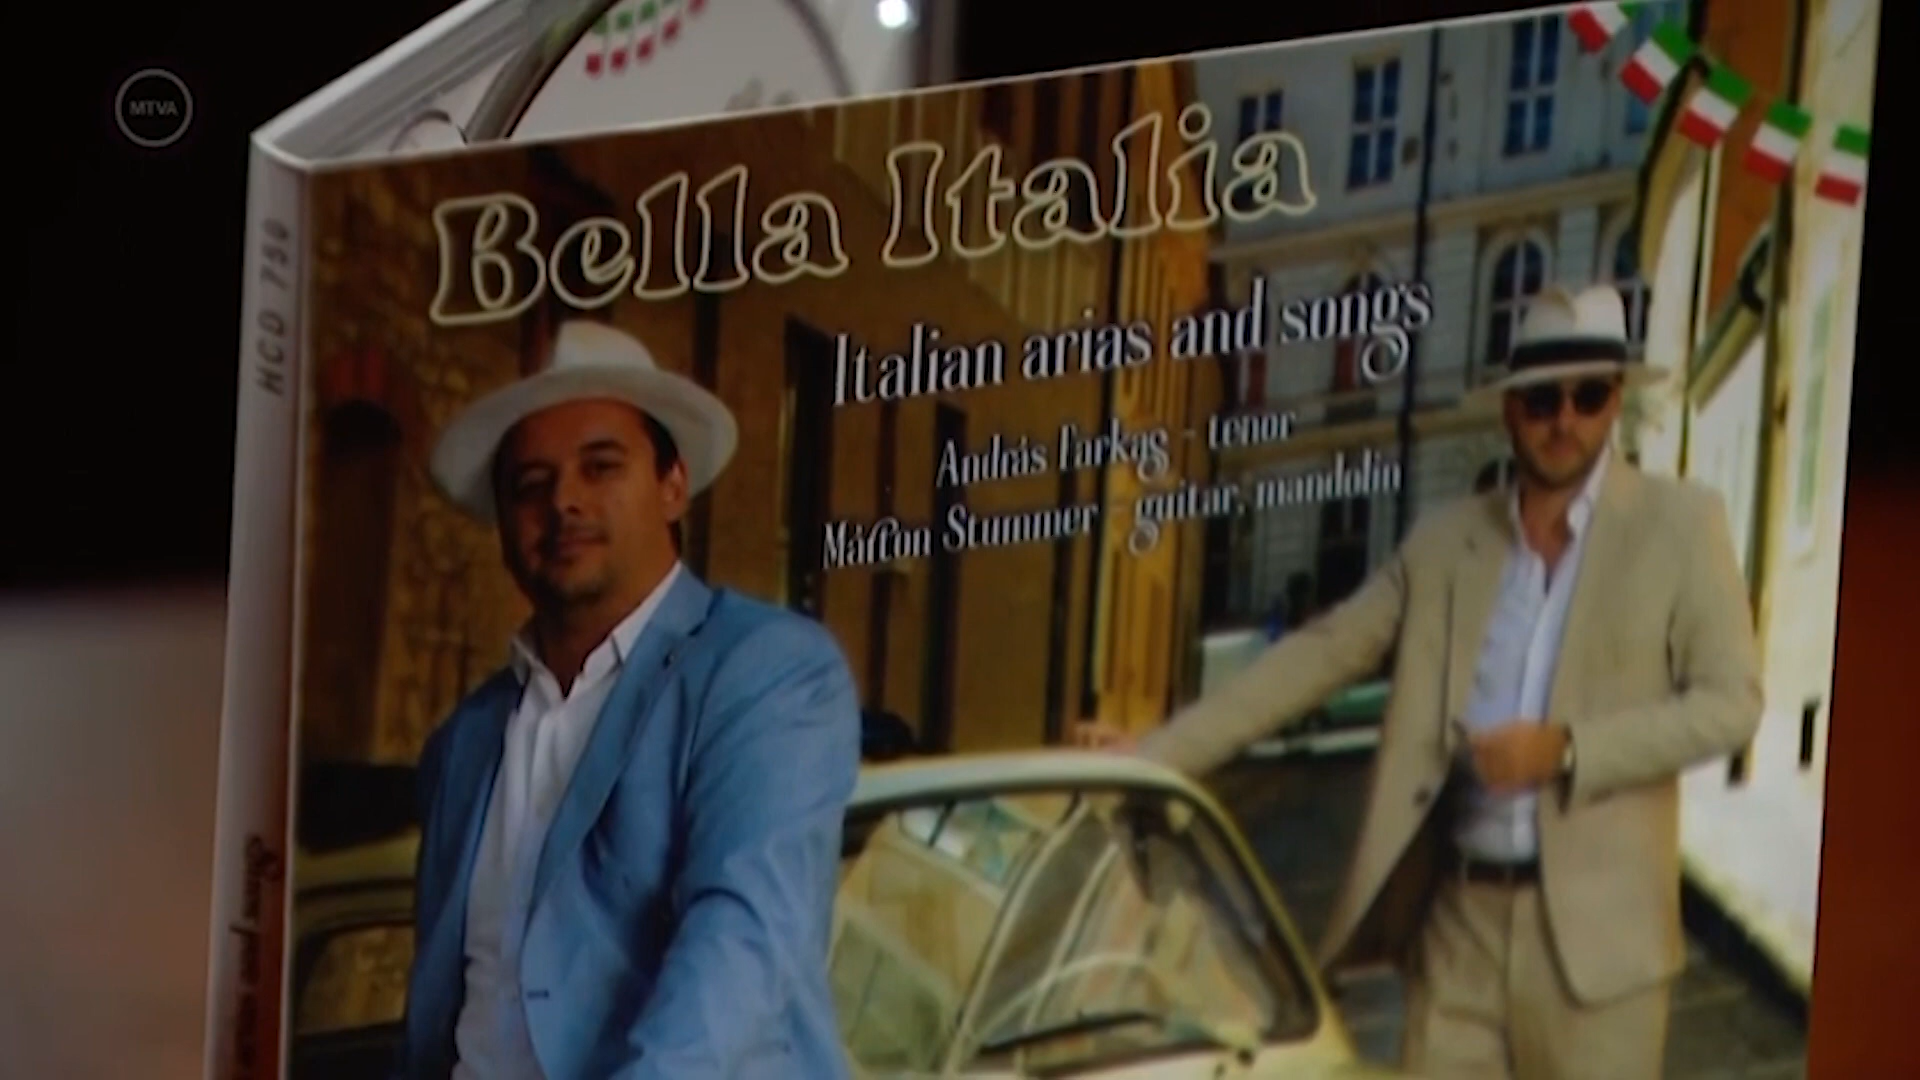 MTVA
Bella Italia
Italian arias and songs
András Farkas - tenor
Márton Stummer - guitar, mandolin
HCD 750